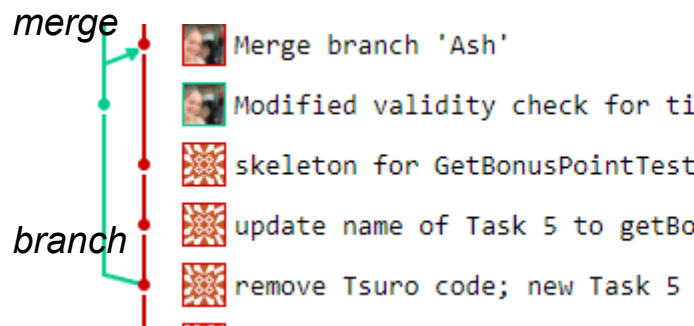 merge
Merge branch 'Ash'
Modified validity check for ti
skeleton for GetBonusPointTest
update name of Task 5 to getBo
branch
remove Tsuro code; new Task 5